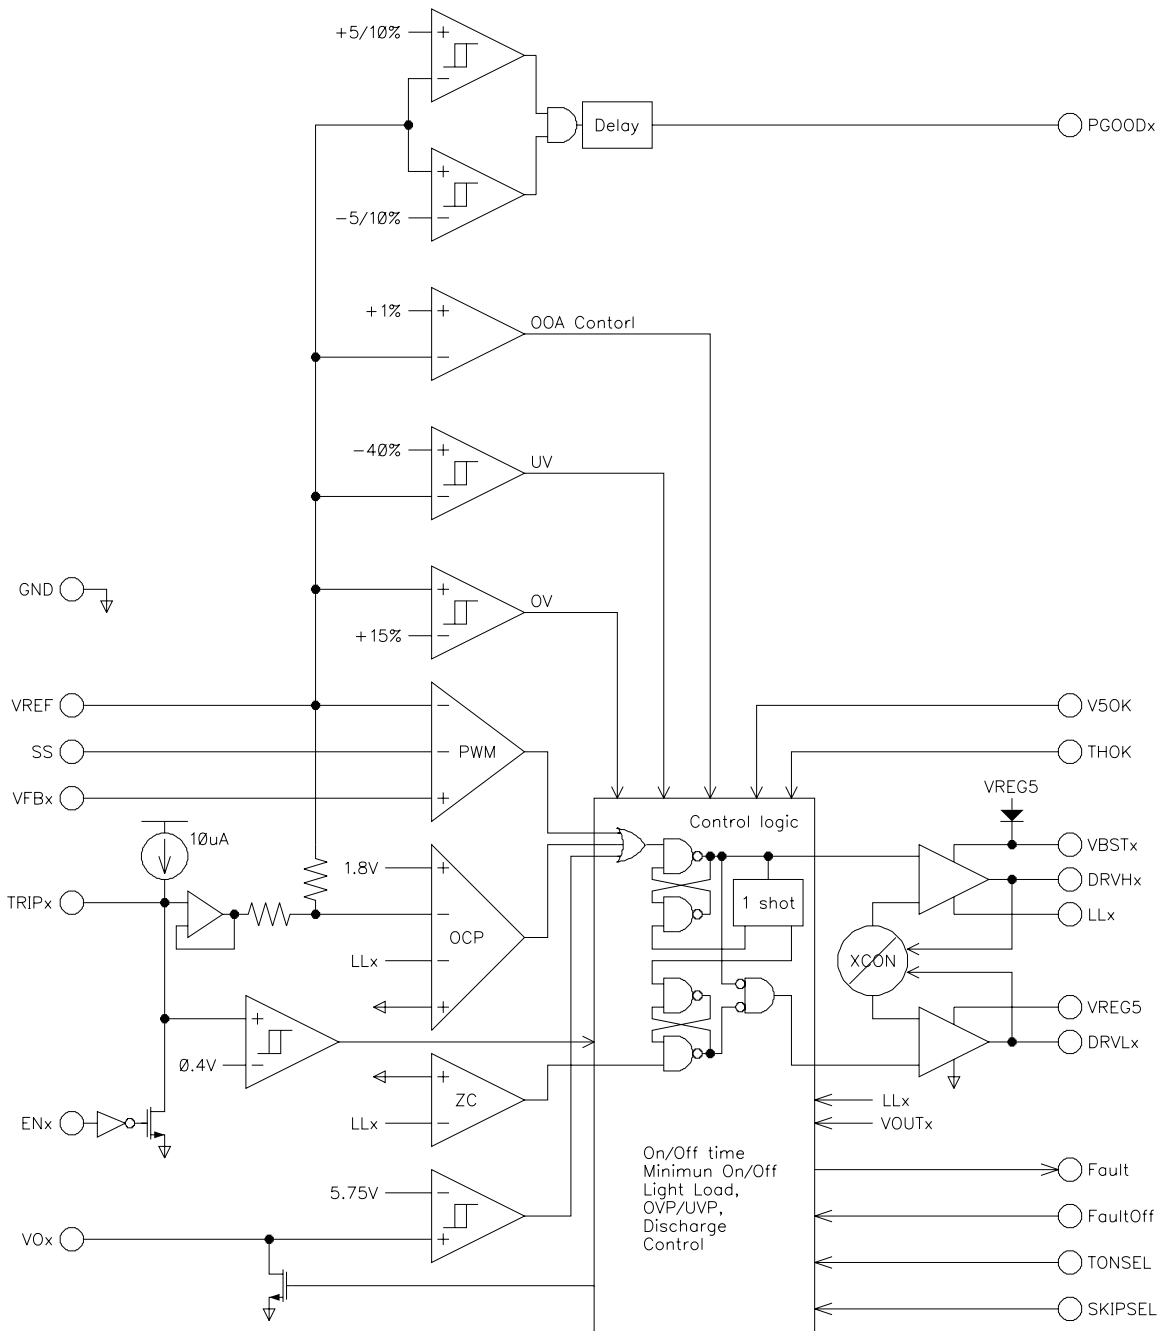 +5/10%
+
−
Delay
PGOODx
+
−5/10%
−
+1%
+
OOA Contorl
−
−40%
+
UV
−
GND
+
OV
+15%
−
VREF
−
V5OK
SS
−
PWM
THOK
VFBx
+
VREG5
10uA
Control logic
1.8V
+
VBSTx
TRIPx
DRVHx
−
1 shot
LLx
OCP
LLx
−
XCON
+
VREG5
+
0.4V
−
DRVLx
+
ZC
ENx
LLx
−
LLx
VOUTx
On/Off time
Minimun On/Off
Light Load,
OVP/UVP,
Discharge
Control
Fault
5.75V
−
FaultOff
VOx
+
TONSEL
SKIPSEL